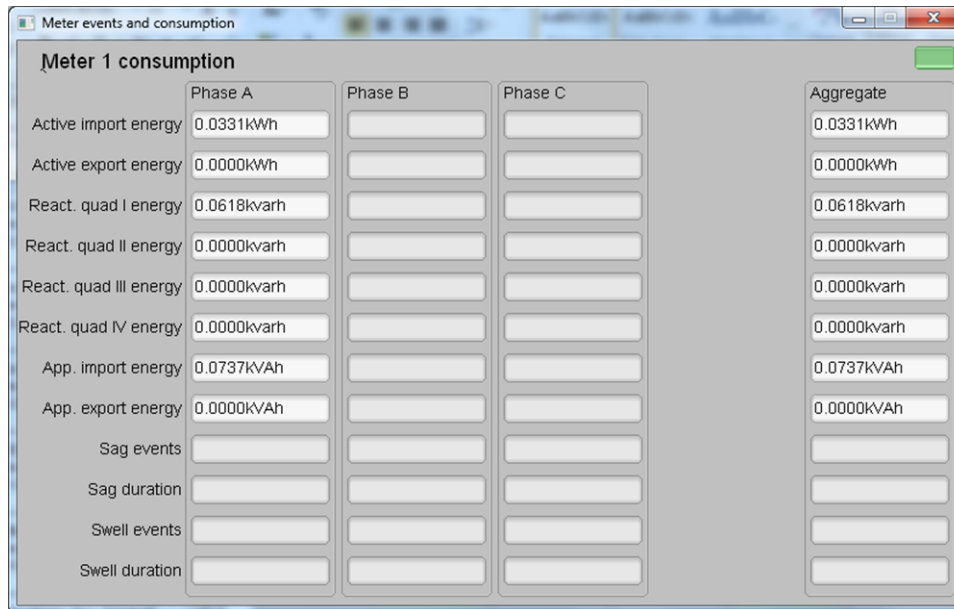 Meter events and consumption
Meter 1 consumption
Phase A Phase B Phase C Aggregate
Active import energy 0.0331kWh 0.0331kWh
Active export energy 0.0000kWh 0.0000kWh
React. quad I energy 0.0618kvarh 0.0618kvarh
React. quad II energy 0.0000kvarh 0.0000kvarh
React. quad III energy 0.0000kvarh 0.0000kvarh
React. quad IV energy 0.0000kvarh 0.0000kvarh
App. import energy 0.0737kVAh 0.0737kVAh
App. export energy 0.0000kVAh 0.0000kVAh
Sag events
Sag duration
Swell events
Swell duration